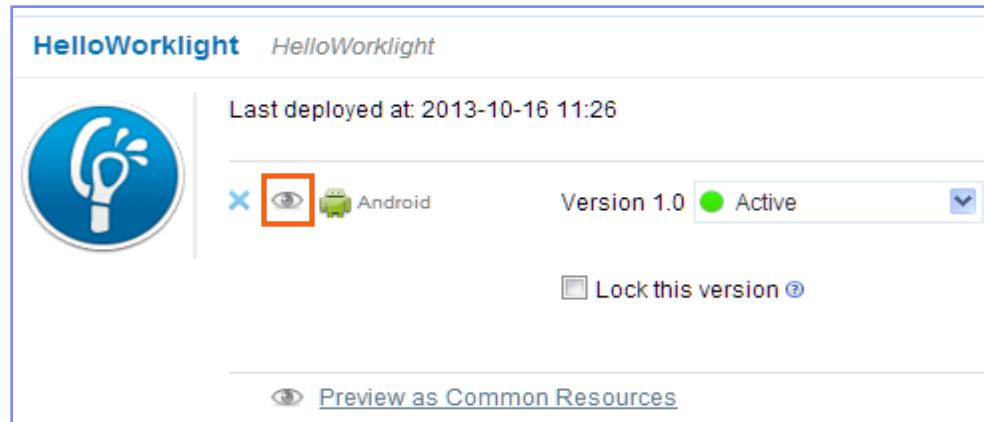 HelloWorklight HelloWorklight
Last deployed at: 2013-10-16 11:26
Android Version 1.0 Active
Lock this version ?
Preview as Common Resources